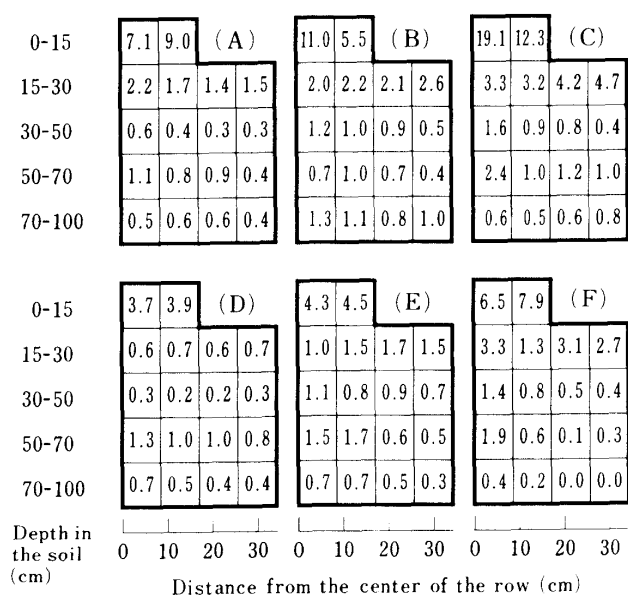 0-15 7.1 9.0 (A) 11.0 5.5 (B) 19.1 12.3 (C)
15-30 2.2 1.7 1.4 1.5 2.0 2.2 2.1 2.6 3.3 3.2 4.2 4.7
30-50 0.6 0.4 0.3 0.3 1.2 1.0 0.9 0.5 1.6 0.9 0.8 0.4
50-70 1.1 0.8 0.9 0.4 0.7 1.0 0.7 0.4 2.4 1.0 1.2 1.0
70-100 0.5 0.6 0.6 0.4 1.3 1.1 0.8 1.0 0.6 0.5 0.6 0.8
0-15 3.7 3.9 (D) 4.3 4.5 (E) 6.5 7.9 (F)
15-30 0.6 0.7 0.6 0.7 1.0 1.5 1.7 1.5 3.3 1.3 3.1 2.7
30-50 0.3 0.2 0.2 0.3 1.1 0.8 0.9 0.7 1.4 0.8 0.5 0.4
50-70 1.3 1.0 1.0 0.8 1.5 1.7 0.6 0.5 1.9 0.6 0.1 0.3
70-100 0.7 0.5 0.4 0.4 0.7 0.7 0.5 0.3 0.4 0.2 0.0 0.0
Depth in
the soil
(cm)
0 10 20 30 0 10 20 30 0 10 20 30
Distance from the center of the row (cm)